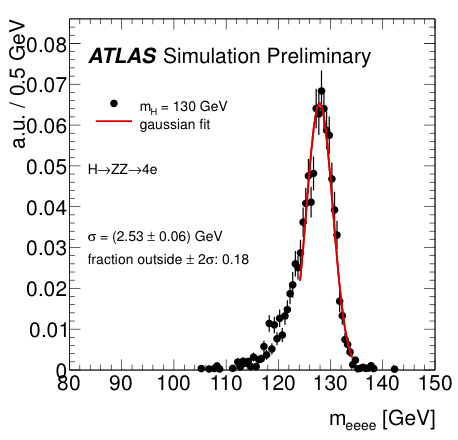 a.u. / 0.5 GeV
0.08
0.07
0.06
0.05
0.04
0.03
0.02
0.01
0
ATLAS Simulation Preliminary
m_H = 130 GeV
gaussian fit
H→ZZ→4e
σ = (2.53 ± 0.06) GeV
fraction outside ± 2σ: 0.18
80 90 100 110 120 130 140 150
m_eeee [GeV]